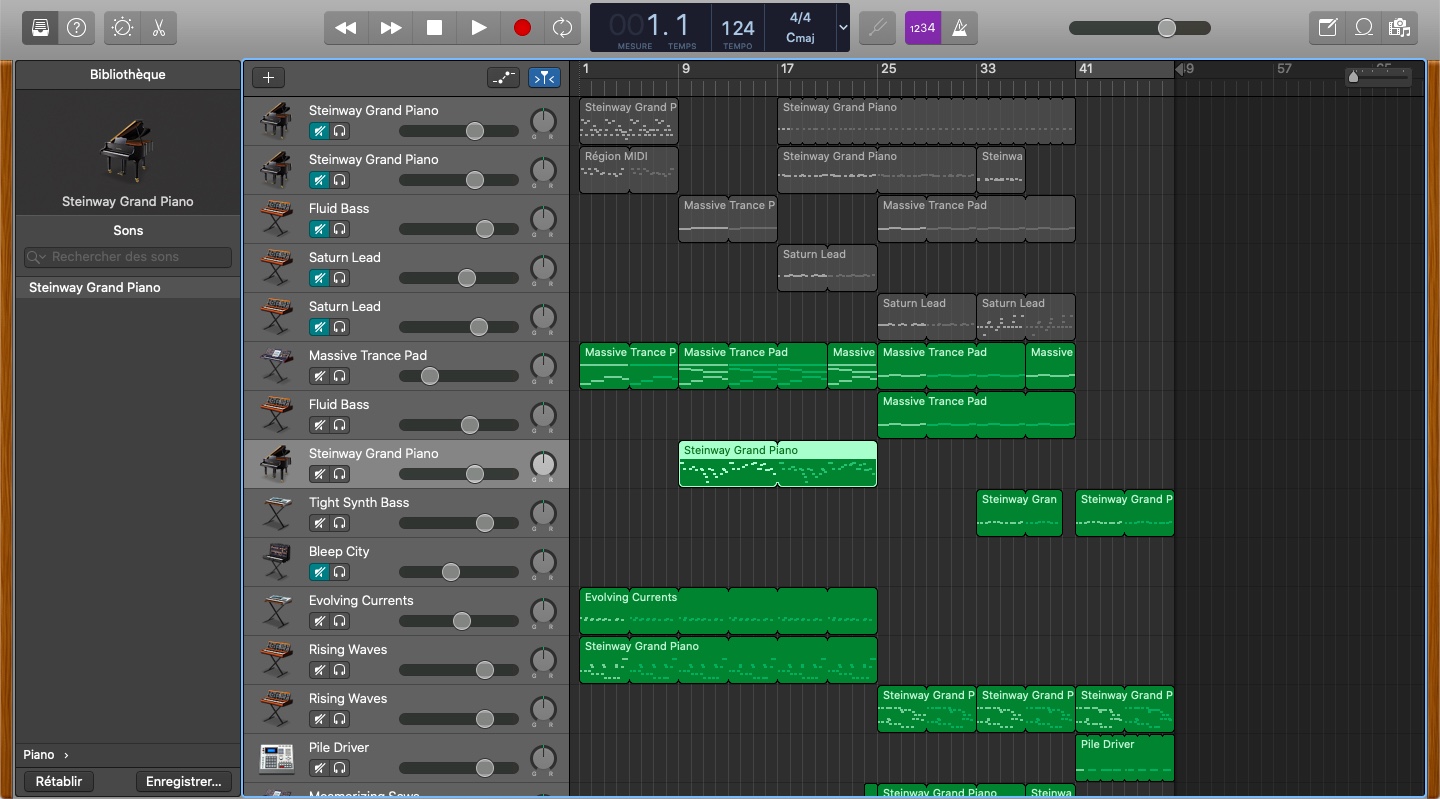 1234
001.1
MESURE TEMPS
124
TEMPO
4/4
Cmaj
Bibliothèque
Steinway Grand Piano
Sons
Rechercher des sons
Steinway Grand Piano
Piano ›
Rétablir
Enregistrer...
1 9 17 25 33 41 49 57 65
Steinway Grand Piano
G R
Steinway Grand P
Steinway Grand Piano
Steinway Grand Piano
G R
Région MIDI
Steinway Grand Piano
Steinwa
Fluid Bass
G R
Massive Trance P
Massive Trance Pad
Saturn Lead
G R
Saturn Lead
Saturn Lead
G R
Saturn Lead
Saturn Lead
Massive Trance Pad
G R
Massive Trance P
Massive Trance Pad
Massive
Massive Trance Pad
Massive
Fluid Bass
G R
Massive Trance Pad
Steinway Grand Piano
G R
Steinway Grand Piano
Tight Synth Bass
G R
Steinway Gran
Steinway Grand P
Bleep City
G R
Evolving Currents
G R
Evolving Currents
Rising Waves
G R
Steinway Grand Piano
Rising Waves
G R
Steinway Grand P
Steinway Grand P
Steinway Grand P
Pile Driver
G R
Pile Driver
Steinway Grand Piano
Steinwa